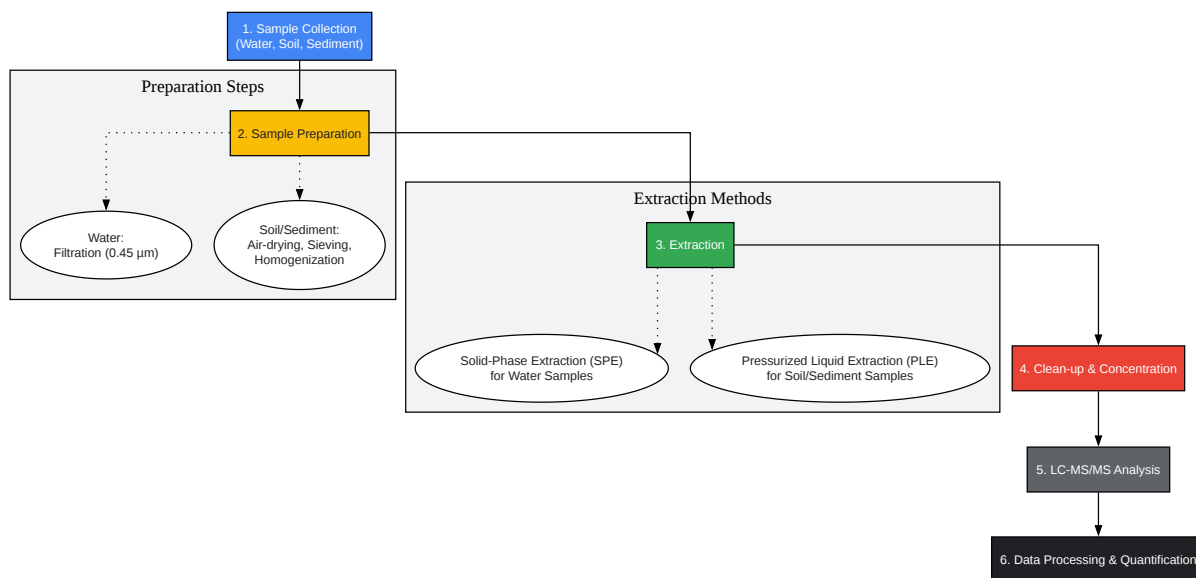 1. Sample Collection
(Water, Soil, Sediment)
Preparation Steps
2. Sample Preparation
Water:
Filtration (0.45 µm)
Soil/Sediment:
Air-drying, Sieving,
Homogenization
Extraction Methods
3. Extraction
Solid-Phase Extraction (SPE)
for Water Samples
Pressurized Liquid Extraction (PLE)
for Soil/Sediment Samples
4. Clean-up & Concentration
5. LC-MS/MS Analysis
6. Data Processing & Quantification